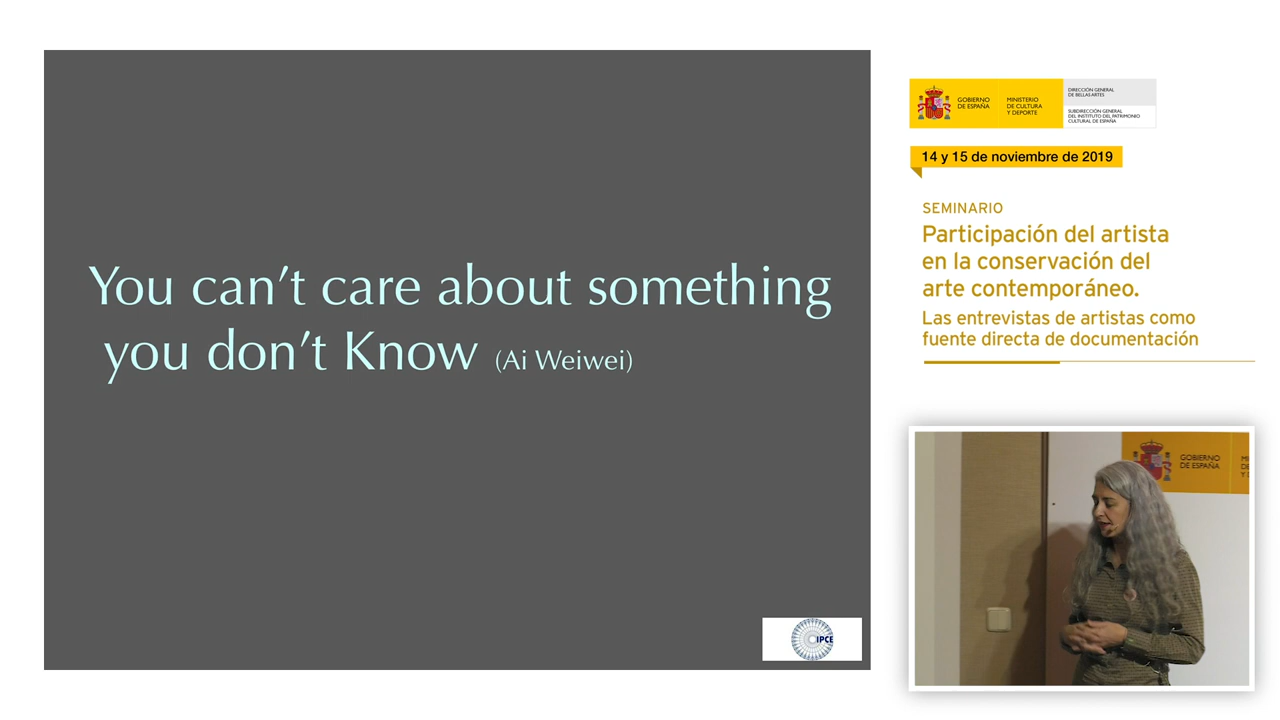 You can’t care about something
you don’t Know (Ai Weiwei)
IPCE
GOBIERNO
DE ESPAÑA
MINISTERIO
DE CULTURA
Y DEPORTE
DIRECCIÓN GENERAL
DE BELLAS ARTES
SUBDIRECCIÓN GENERAL
DEL INSTITUTO DEL PATRIMONIO
CULTURAL DE ESPAÑA
14 y 15 de noviembre de 2019
SEMINARIO
Participación del artista
en la conservación del
arte contemporáneo.
Las entrevistas de artistas como
fuente directa de documentación
GOBIERNO
DE ESPAÑA